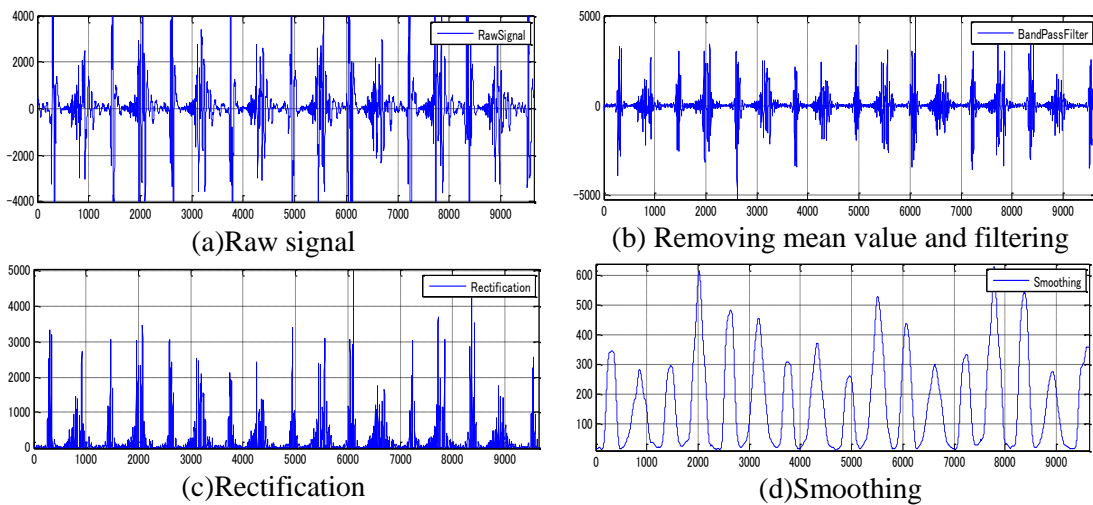 4000
2000
0
−2000
−4000
RawSignal
0 1000 2000 3000 4000 5000 6000 7000 8000 9000
(a)Raw signal
5000
0
-5000
BandPassFilter
0 1000 2000 3000 4000 5000 6000 7000 8000 9000
(b) Removing mean value and filtering
5000
4000
3000
2000
1000
0
Rectification
0 1000 2000 3000 4000 5000 6000 7000 8000 9000
(c)Rectification
600
500
400
300
200
100
Smoothing
0 1000 2000 3000 4000 5000 6000 7000 8000 9000
(d)Smoothing